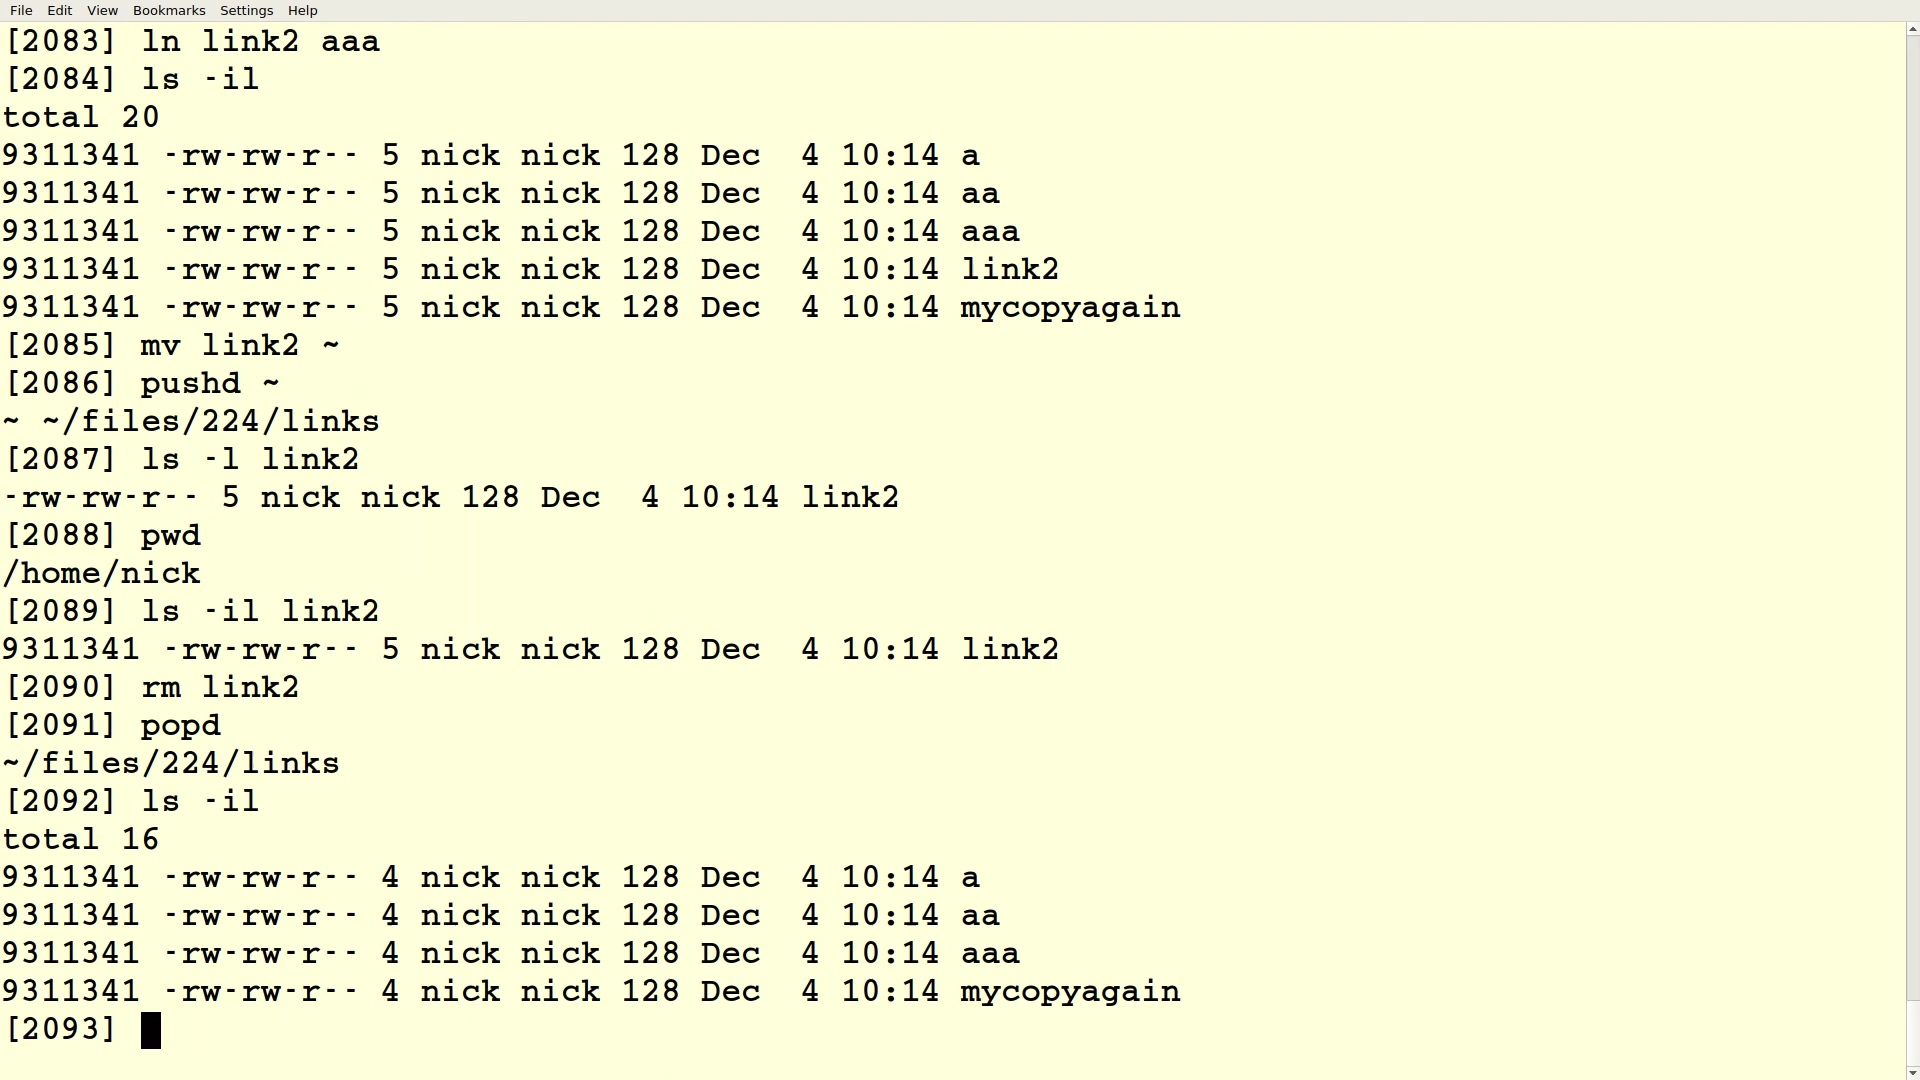 File Edit View Bookmarks Settings Help
[2083] ln link2 aaa
[2084] ls -il
total 20
9311341 -rw-rw-r-- 5 nick nick 128 Dec  4 10:14 a
9311341 -rw-rw-r-- 5 nick nick 128 Dec  4 10:14 aa
9311341 -rw-rw-r-- 5 nick nick 128 Dec  4 10:14 aaa
9311341 -rw-rw-r-- 5 nick nick 128 Dec  4 10:14 link2
9311341 -rw-rw-r-- 5 nick nick 128 Dec  4 10:14 mycopyagain
[2085] mv link2 ~
[2086] pushd ~
~ ~/files/224/links
[2087] ls -l link2
-rw-rw-r-- 5 nick nick 128 Dec  4 10:14 link2
[2088] pwd
/home/nick
[2089] ls -il link2
9311341 -rw-rw-r-- 5 nick nick 128 Dec  4 10:14 link2
[2090] rm link2
[2091] popd
~/files/224/links
[2092] ls -il
total 16
9311341 -rw-rw-r-- 4 nick nick 128 Dec  4 10:14 a
9311341 -rw-rw-r-- 4 nick nick 128 Dec  4 10:14 aa
9311341 -rw-rw-r-- 4 nick nick 128 Dec  4 10:14 aaa
9311341 -rw-rw-r-- 4 nick nick 128 Dec  4 10:14 mycopyagain
[2093]